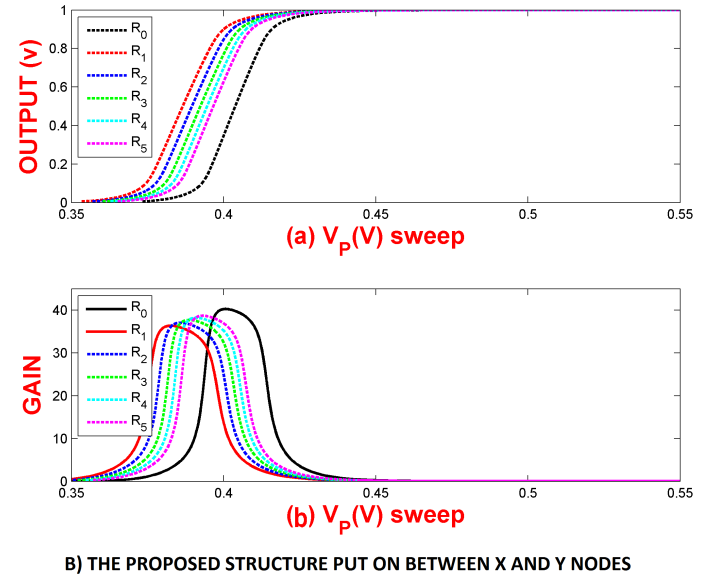 OUTPUT (v)
1
0.8
0.6
0.4
0.2
0
R0
R1
R2
R3
R4
R5
0.35 0.4 0.45 0.5 0.55
(a) VP(V) sweep
GAIN
40
30
20
10
0
R0
R1
R2
R3
R4
R5
0.35 0.4 0.45 0.5 0.55
(b) VP(V) sweep
B) THE PROPOSED STRUCTURE PUT ON BETWEEN X AND Y NODES